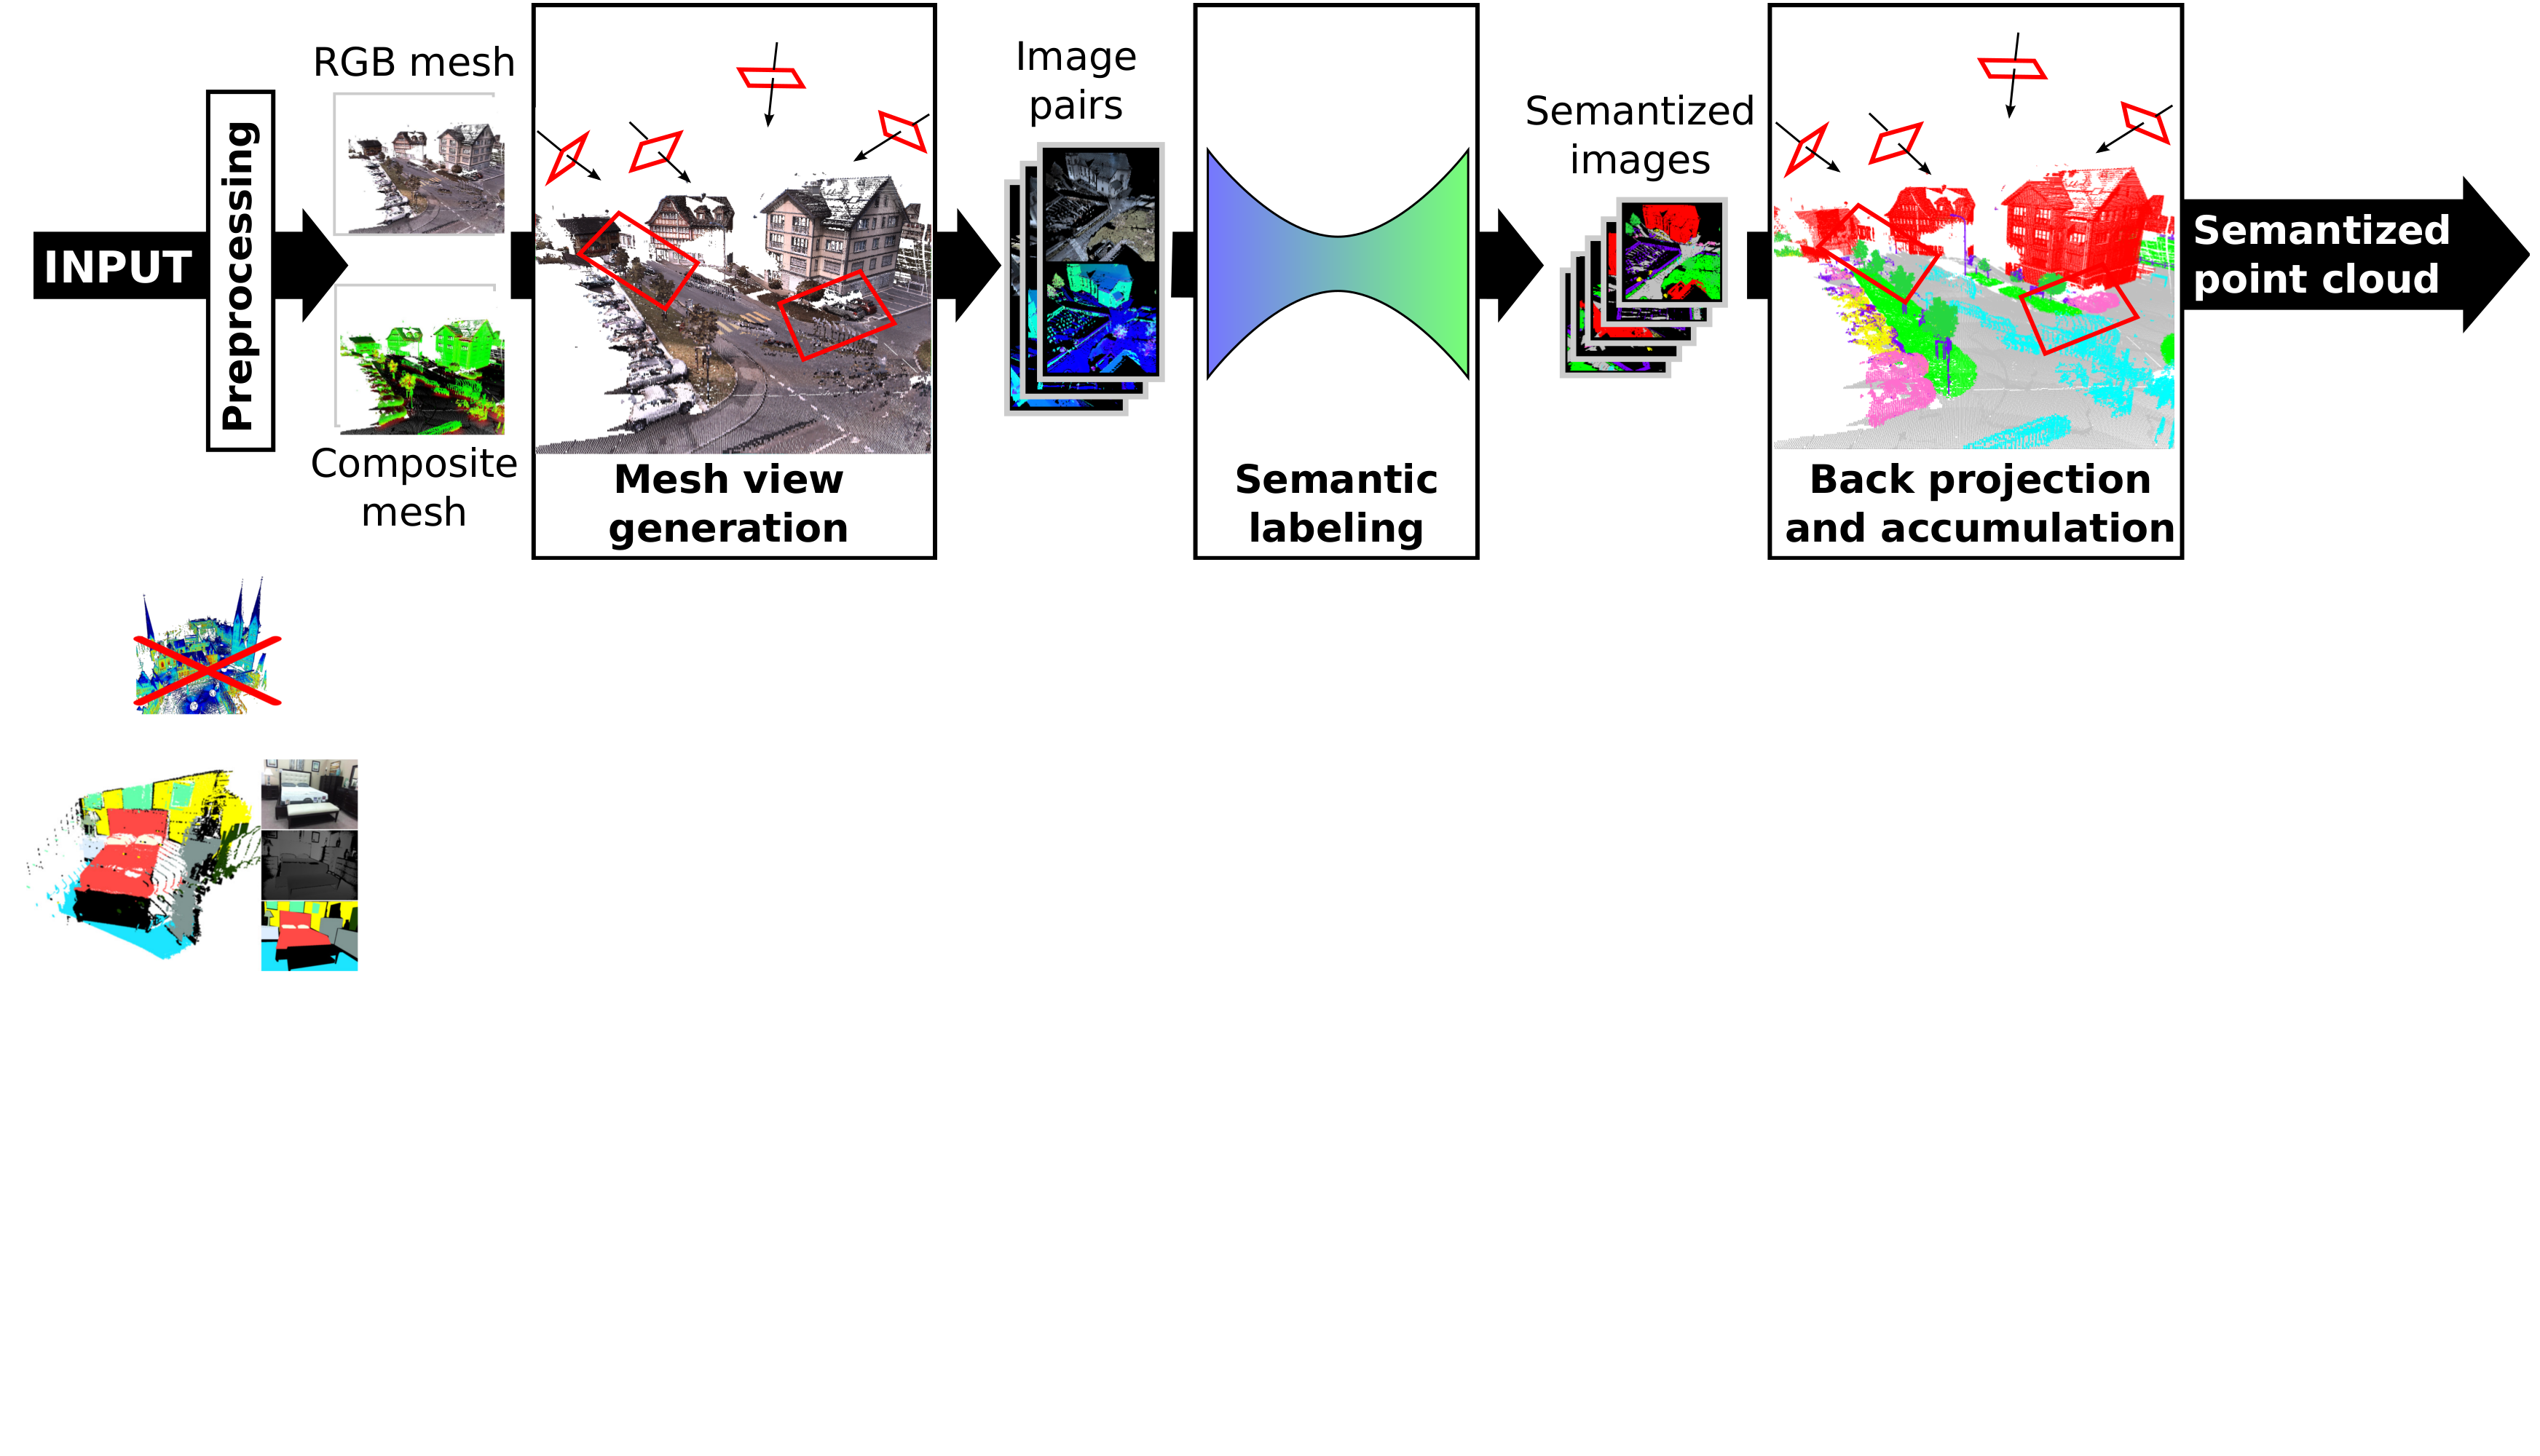 INPUT
Preprocessing
RGB mesh
Composite
mesh
Mesh view
generation
Image
pairs
Semantic
labeling
Semantized
images
Back projection
and accumulation
Semantized
point cloud